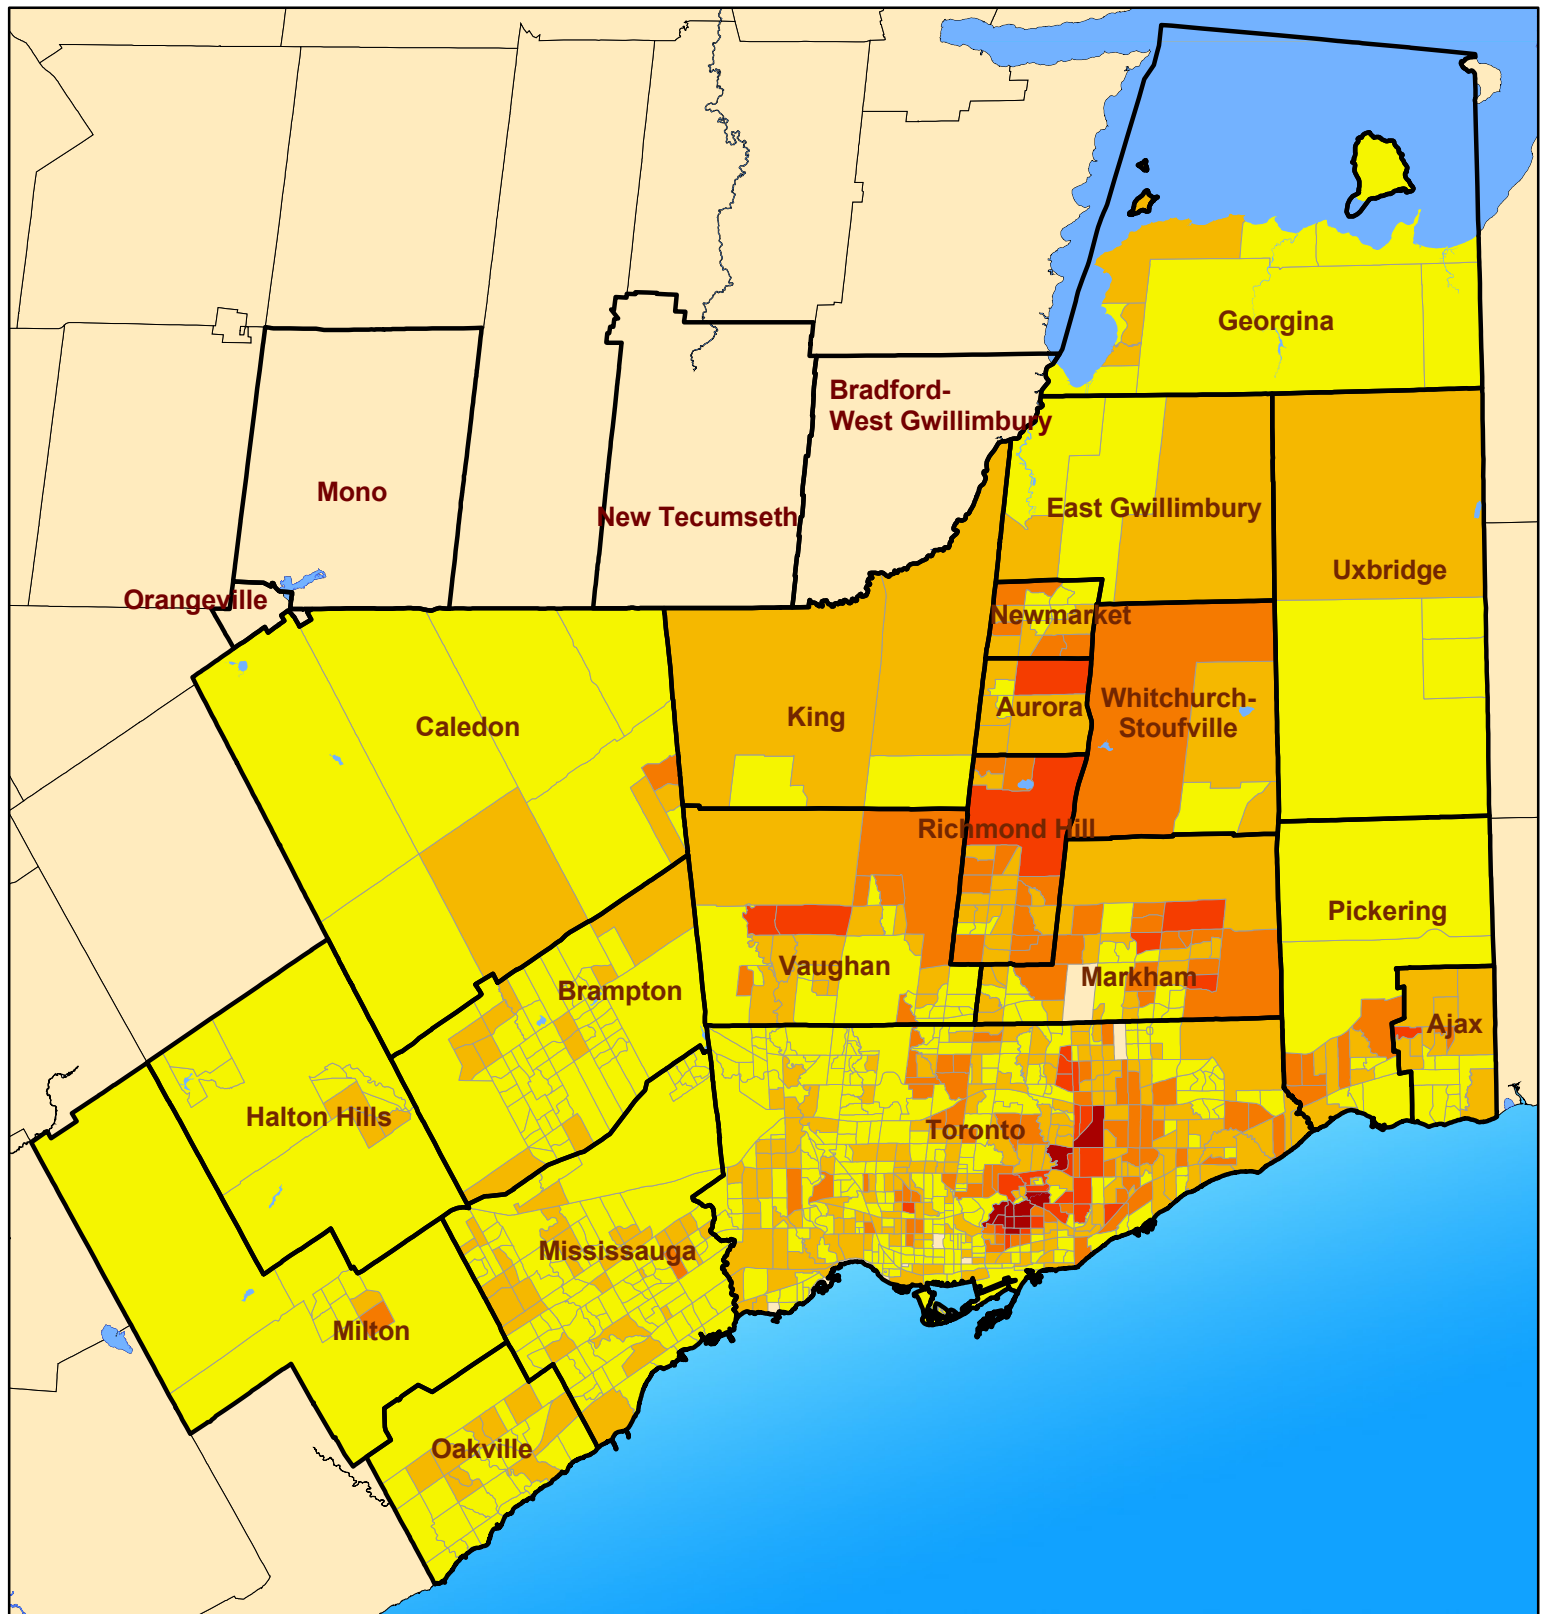 Georgina
Bradford-
West Gwillimbury
Mono
New Tecumseth
East Gwillimbury
Uxbridge
Orangeville
Newmarket
King
Aurora
Whitchurch-
Stoufville
Caledon
Richmond Hill
Pickering
Vaughan
Markham
Brampton
Ajax
Halton Hills
Toronto
Mississauga
Milton
Oakville